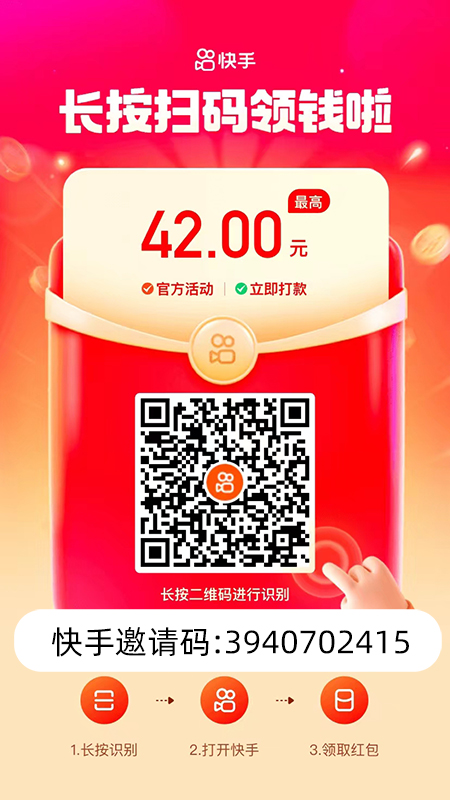 快手
长按扫码领钱啦
最高
42.00元
官方活动 | 立即打款
长按二维码进行识别
快手邀请码:3940702415
1.长按识别 2.打开快手 3.领取红包